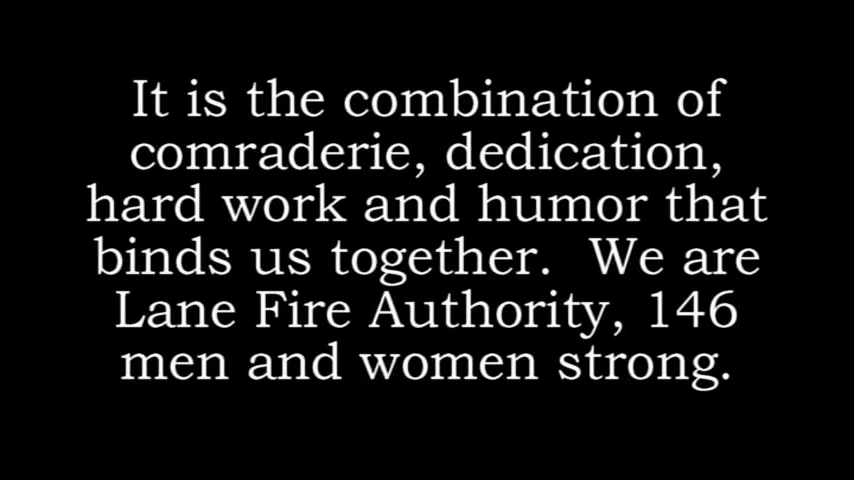 It is the combination of
comraderie, dedication,
hard work and humor that
binds us together.  We are
Lane Fire Authority, 146
men and women strong.